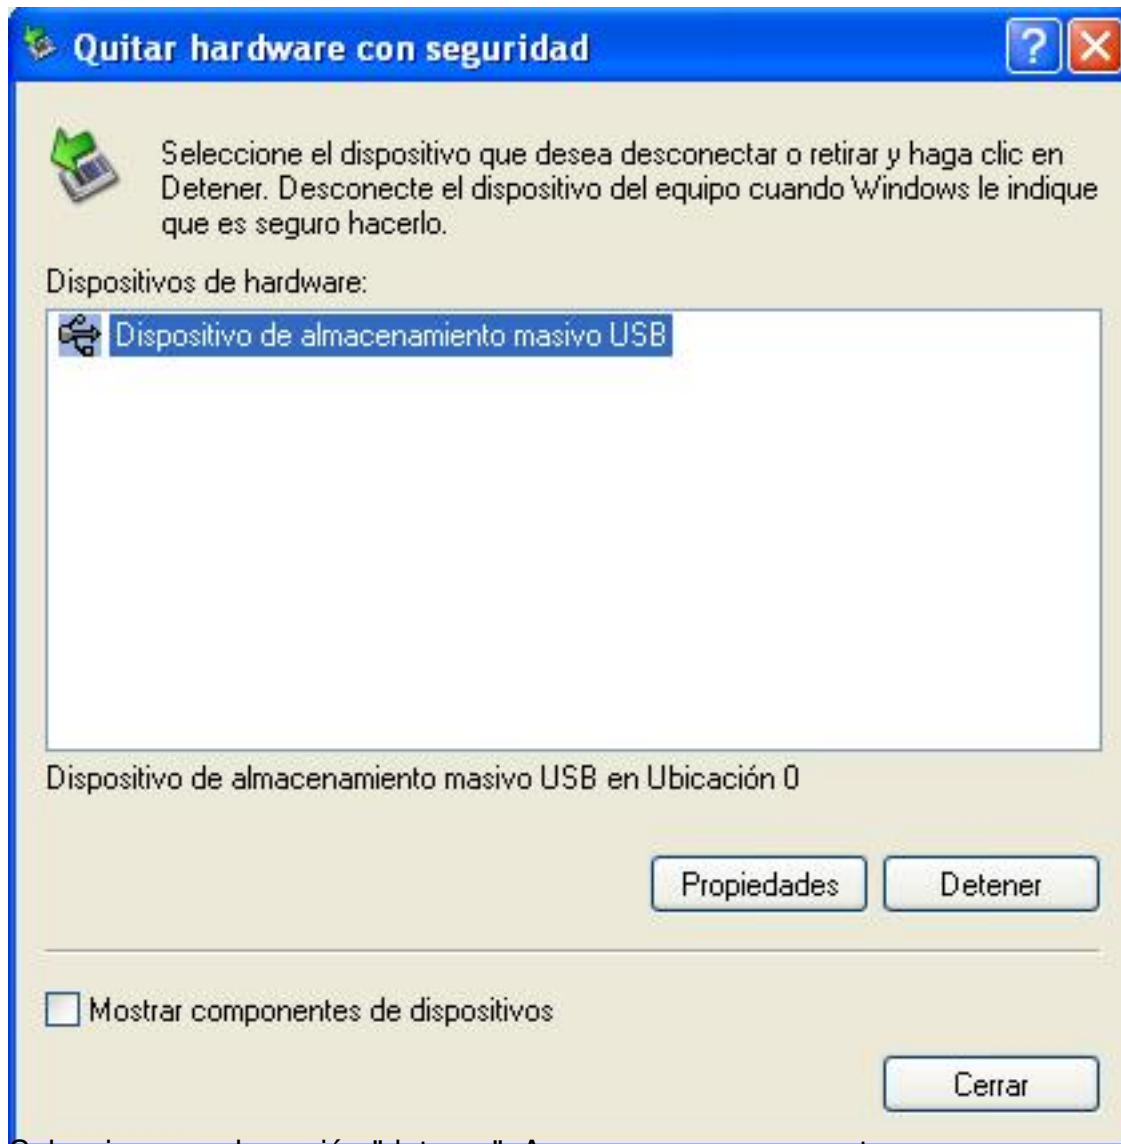 Quitar hardware con seguridad
Seleccione el dispositivo que desea desconectar o retirar y haga clic en
Detener. Desconecte el dispositivo del equipo cuando Windows le indique
que es seguro hacerlo.
Dispositivos de hardware:
Dispositivo de almacenamiento masivo USB
Dispositivo de almacenamiento masivo USB en Ubicación 0
Propiedades
Detener
Mostrar componentes de dispositivos
Cerrar